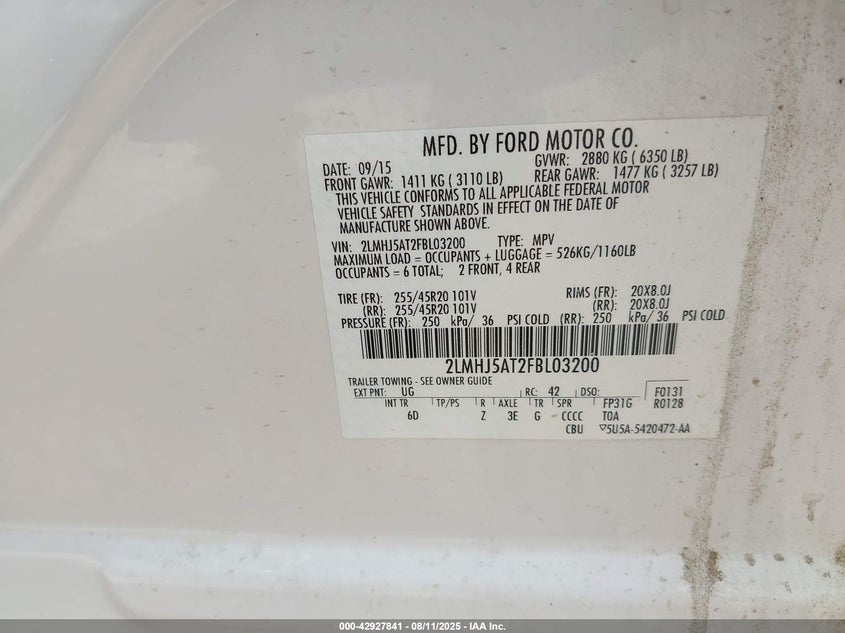 MFD. BY FORD MOTOR CO.
DATE: 09/15 GVWR: 2880 KG ( 6350 LB)
FRONT GAWR: 1411 KG ( 3110 LB) REAR GAWR: 1477 KG ( 3257 LB)
THIS VEHICLE CONFORMS TO ALL APPLICABLE FEDERAL MOTOR
VEHICLE SAFETY STANDARDS IN EFFECT ON THE DATE OF
MANUFACTURE SHOWN ABOVE.
VIN: 2LMHJ5AT2FBL03200 TYPE: MPV
MAXIMUM LOAD = OCCUPANTS + LUGGAGE = 526KG/1160LB
OCCUPANTS = 6 TOTAL; 2 FRONT, 4 REAR
TIRE (FR): 255/45R20 101V RIMS (FR): 20X8.0J
(RR): 255/45R20 101V (RR): 20X8.0J
PRESSURE (FR): 250 kPa/ 36 PSI COLD (RR): 250 kPa/ 36 PSI COLD
2LMHJ5AT2FBL03200
TRAILER TOWING - SEE OWNER GUIDE
EXT PNT: UG RC: 42 DSO: F0131
INT TR TP/PS R AXLE TR SPR FP31G R0128
6D Z 3E G CCCC T0A
CBU ▽5U5A-5420472-AA
000-42927841 - 08/11/2025 - IAA Inc.